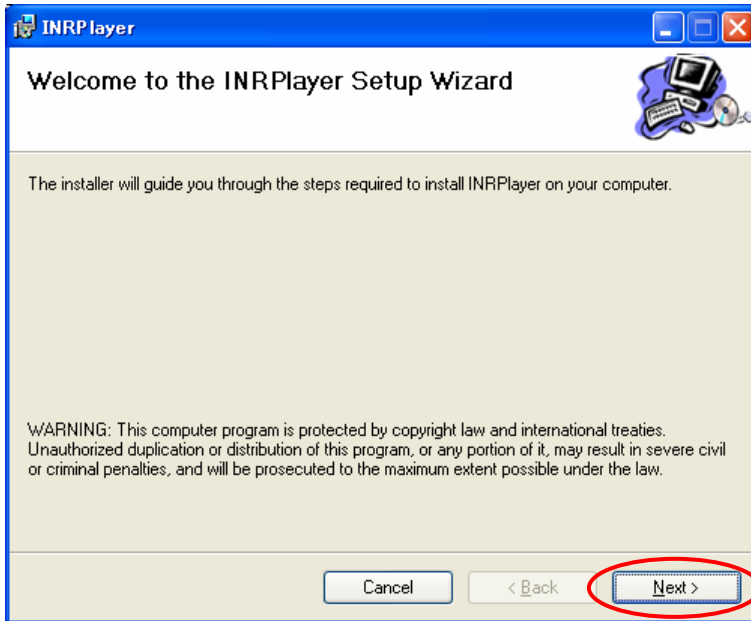 INRPlayer
Welcome to the INRPlayer Setup Wizard
The installer will guide you through the steps required to install INRPlayer on your computer.
WARNING: This computer program is protected by copyright law and international treaties.
Unauthorized duplication or distribution of this program, or any portion of it, may result in severe civil
or criminal penalties, and will be prosecuted to the maximum extent possible under the law.
Cancel < Back Next >